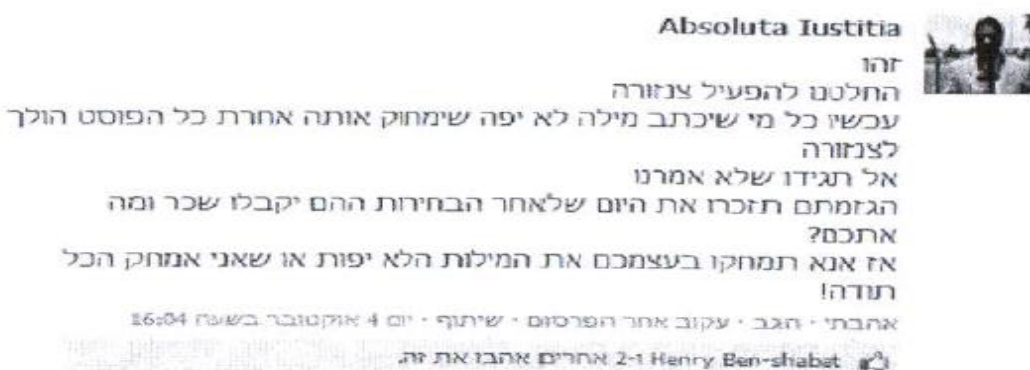 Absoluta Iustitia
זהו
החלטנו להפעיל צנזורה
עכשיו כל מי שיכתב מילה לא יפה שימחוק אותה אחרת כל הפוסט הולך
לצנזורה
אל תגידו שלא אמרנו
הגזמתם תזכרו את היום שלאחר הבחירות ההם יקבלו שכר ומה
אתכם?
אז אנא תמחקו בעצמכם את המילות הלא יפות או שאני אמחק הכל
תודה!
אהבתי · הגב · עקוב אחר הפרסום · שיתוף · יום 4 אוקטובר בשעה 16:04
Henry Ben-shabat ו-2 אחרים אהבו את זה.